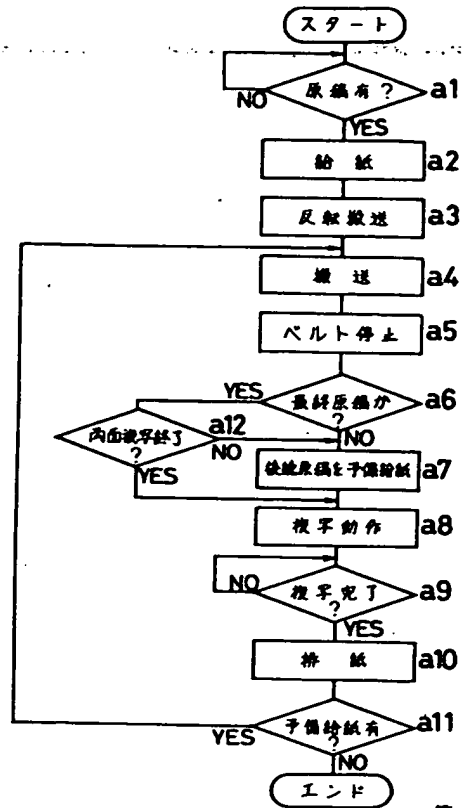 スタート
原稿有?
a1
NO
YES
給紙
a2
反転搬送
a3
搬送
a4
ベルト停止
a5
最終原稿か
?
a6
YES
NO
両面複写終了
?
a12
NO
YES
後続原稿を予備給紙
a7
複写動作
a8
複写完了
?
a9
NO
YES
排紙
a10
予備給紙有
?
a11
YES
NO
エンド